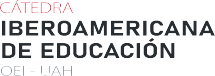 CÁTEDRA
IBEROAMERICANA
DE EDUCACIÓN
OEI - UAH